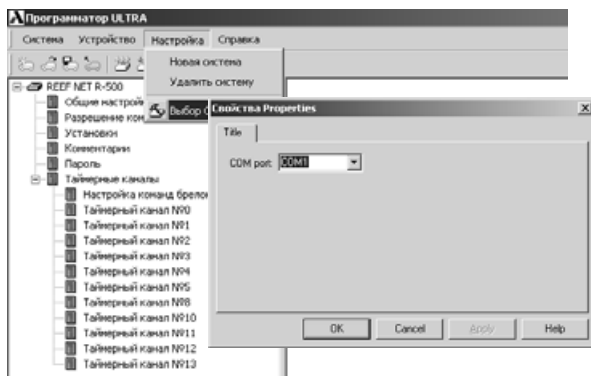 Программатор ULTRA
Система Устройство Настройка Справка
Новая система
Удалить систему
Выбор
REEF NET R-500
Общие настрой
Разрешение ком
Установки
Комментарии
Пароль
Таймерные каналы
Настройка команд брелок
Таймерный канал №0
Таймерный канал №1
Таймерный канал №2
Таймерный канал №3
Таймерный канал №4
Таймерный канал №5
Таймерный канал №8
Таймерный канал №10
Таймерный канал №11
Таймерный канал №12
Таймерный канал №13
Свойства Properties
Title
COM port: COM1
OK Cancel Apply Help